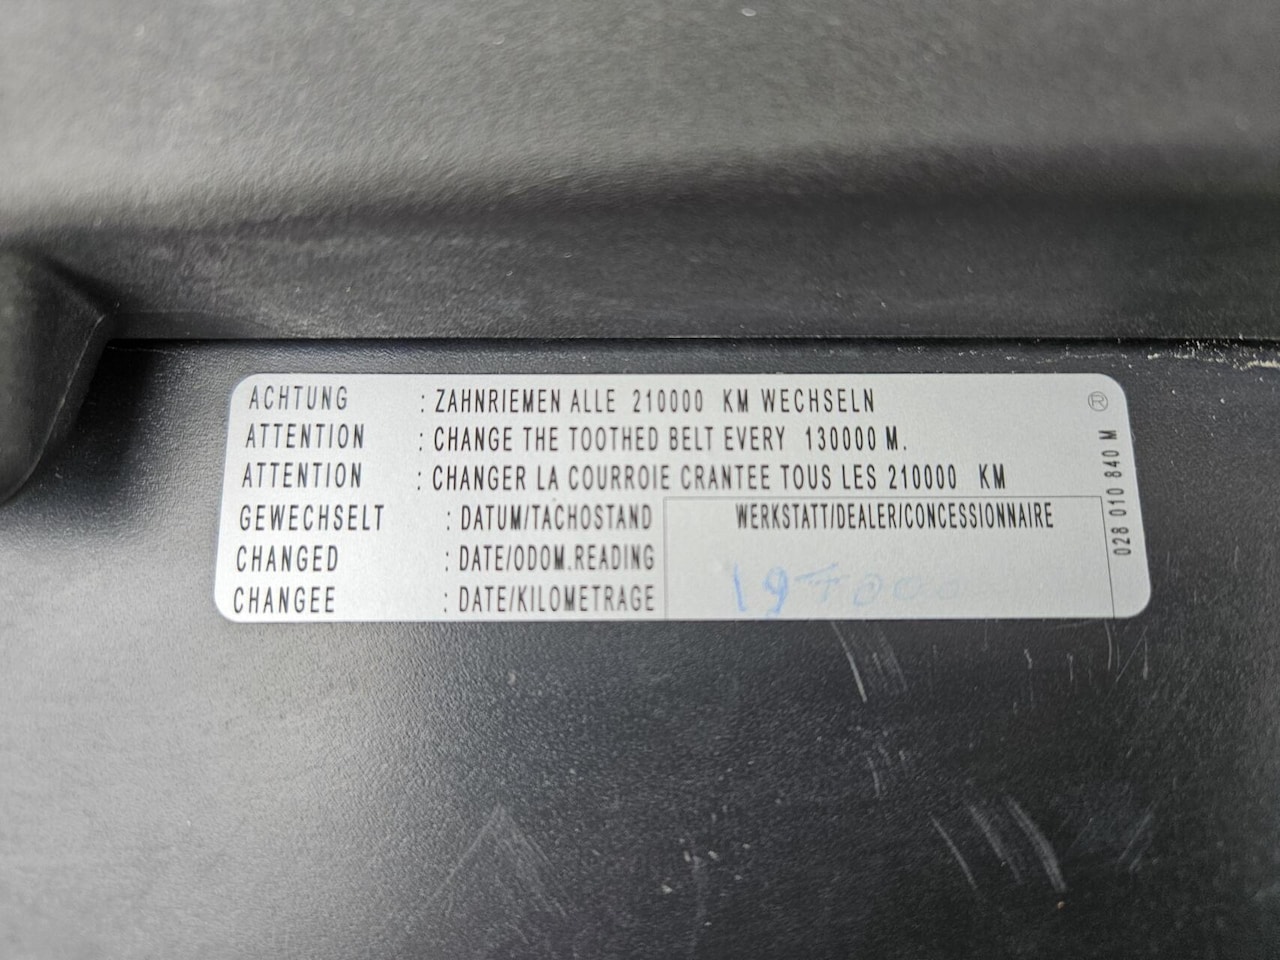 ACHTUNG : ZAHNRIEMEN ALLE 210000 KM WECHSELN ®
ATTENTION : CHANGE THE TOOTHED BELT EVERY 130000 M.
ATTENTION : CHANGER LA COURROIE CRANTEE TOUS LES 210000 KM
GEWECHSELT : DATUM/TACHOSTAND WERKSTATT/DEALER/CONCESSIONNAIRE
CHANGED : DATE/ODOM.READING
CHANGEE : DATE/KILOMETRAGE 197000
028 010 840 M